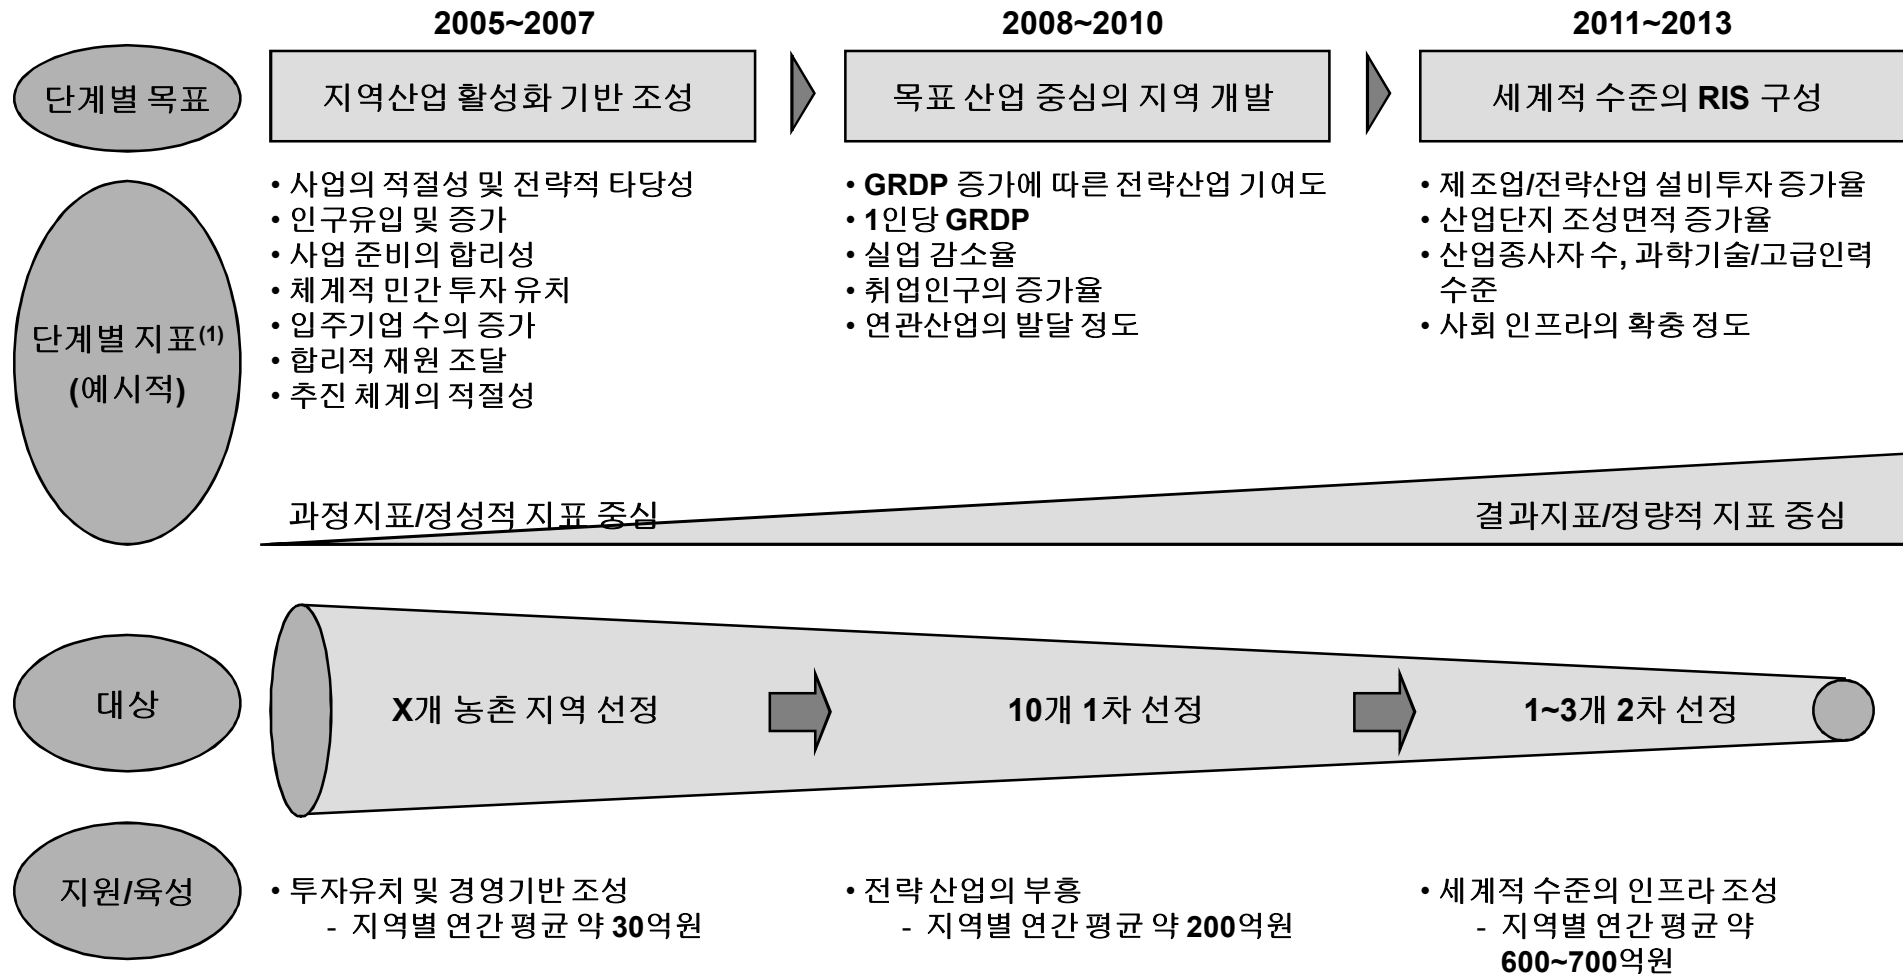 2005~2007
2008~2010
2011~2013
단계별 목표
지역산업 활성화 기반 조성
목표 산업 중심의 지역 개발
세계적 수준의 RIS 구성
단계별 지표(1)
(예시적)
• 사업의 적절성 및 전략적 타당성
• 인구유입 및 증가
• 사업 준비의 합리성
• 체계적 민간 투자 유치
• 입주기업 수의 증가
• 합리적 재원 조달
• 추진 체계의 적절성
• GRDP 증가에 따른 전략산업 기여도
• 1인당 GRDP
• 실업 감소율
• 취업인구의 증가율
• 연관산업의 발달 정도
• 제조업/전략산업 설비투자 증가율
• 산업단지 조성면적 증가율
• 산업종사자 수, 과학기술/고급인력
수준
• 사회 인프라의 확충 정도
과정지표/정성적 지표 중심
결과지표/정량적 지표 중심
대상
X개 농촌 지역 선정
10개 1차 선정
1~3개 2차 선정
지원/육성
• 투자유치 및 경영기반 조성
- 지역별 연간 평균 약 30억원
• 전략 산업의 부흥
- 지역별 연간 평균 약 200억원
• 세계적 수준의 인프라 조성
- 지역별 연간 평균 약
600~700억원